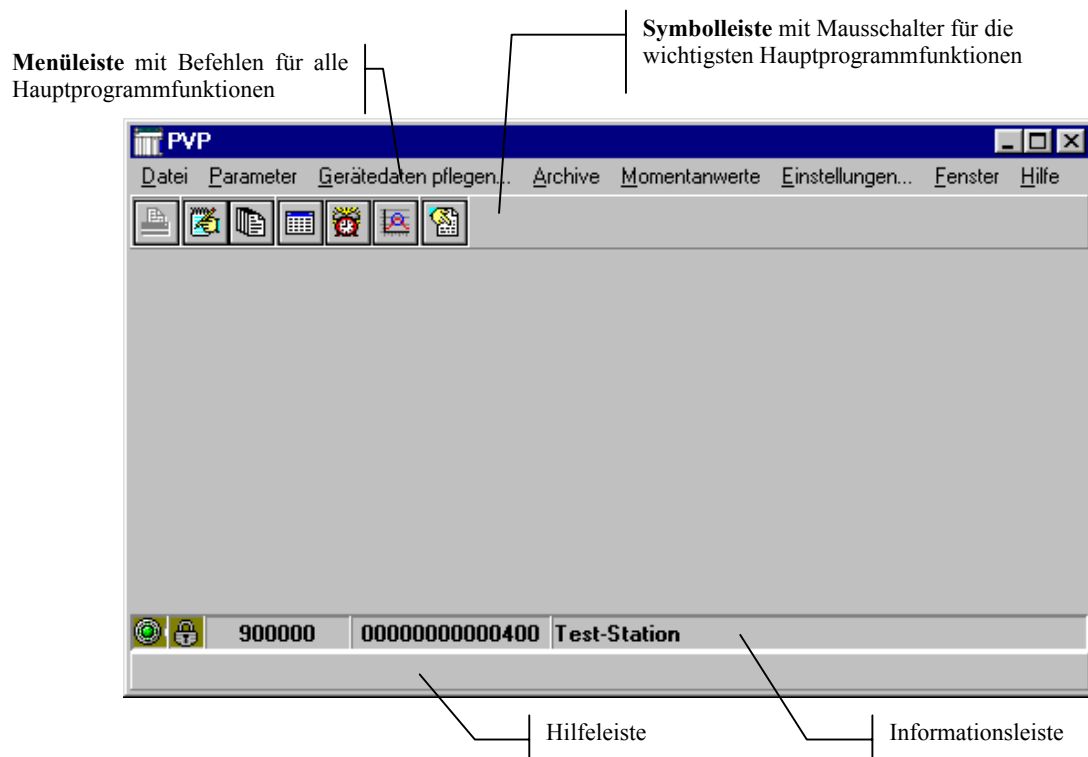 Symbolleiste mit Mausschalter für die
wichtigsten Hauptprogrammfunktionen
Menüleiste mit Befehlen für alle
Hauptprogrammfunktionen
PVP
Datei Parameter Gerätedaten pflegen... Archive Momentanwerte Einstellungen... Fenster Hilfe
900000 00000000000400 Test-Station
Hilfeleiste Informationsleiste